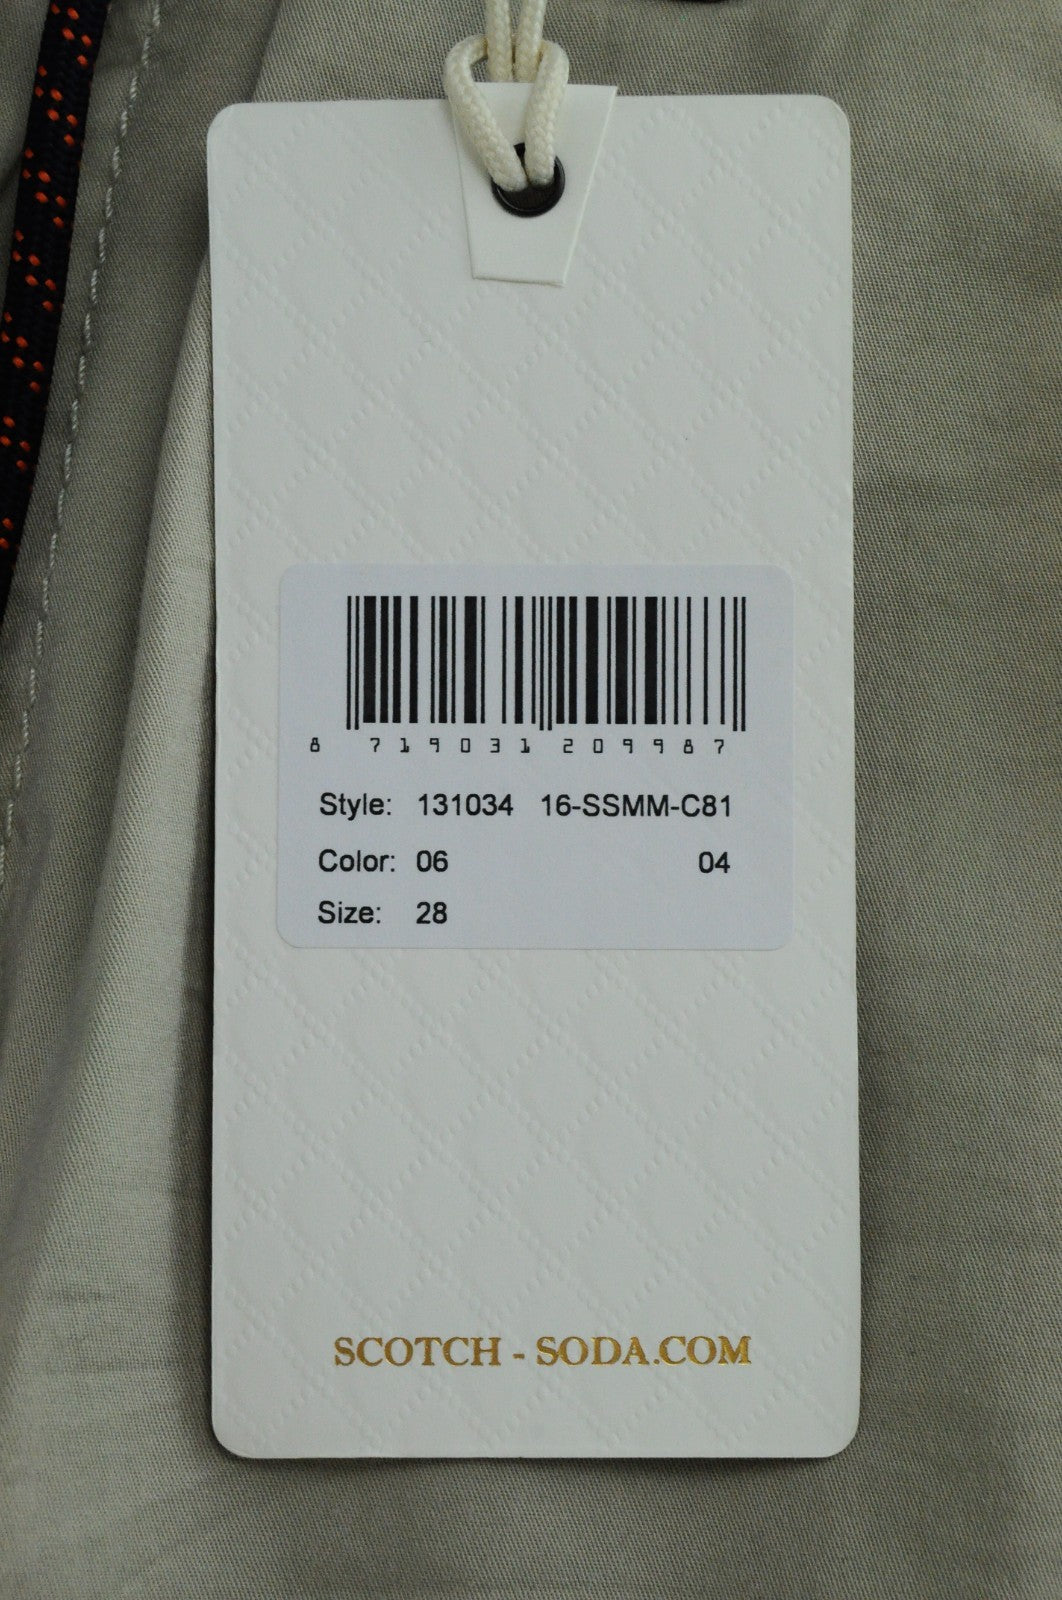 8 719031 209987
Style: 131034 16-SSMM-C81
Color: 06 04
Size: 28
SCOTCH - SODA.COM